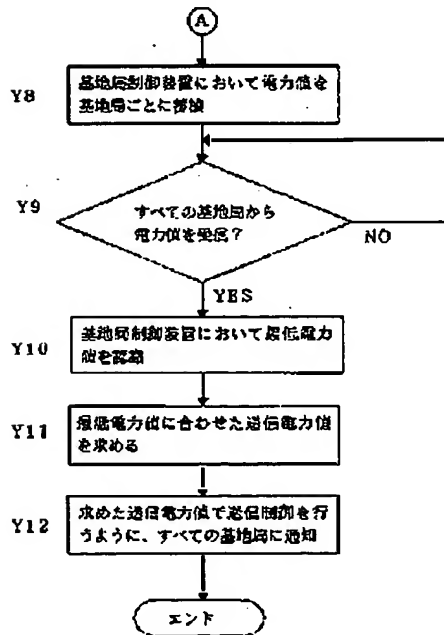 A
Y8
基地局制御装置において電力値を
基地局ごとに蓄積
Y9
すべての基地局から
電力値を受信?
NO
YES
Y10
基地局制御装置において最低電力
値を認識
Y11
最低電力値に合わせた送信電力値
を求める
Y12
求めた送信電力値で送信制御を行
うように、すべての基地局に通知
エンド